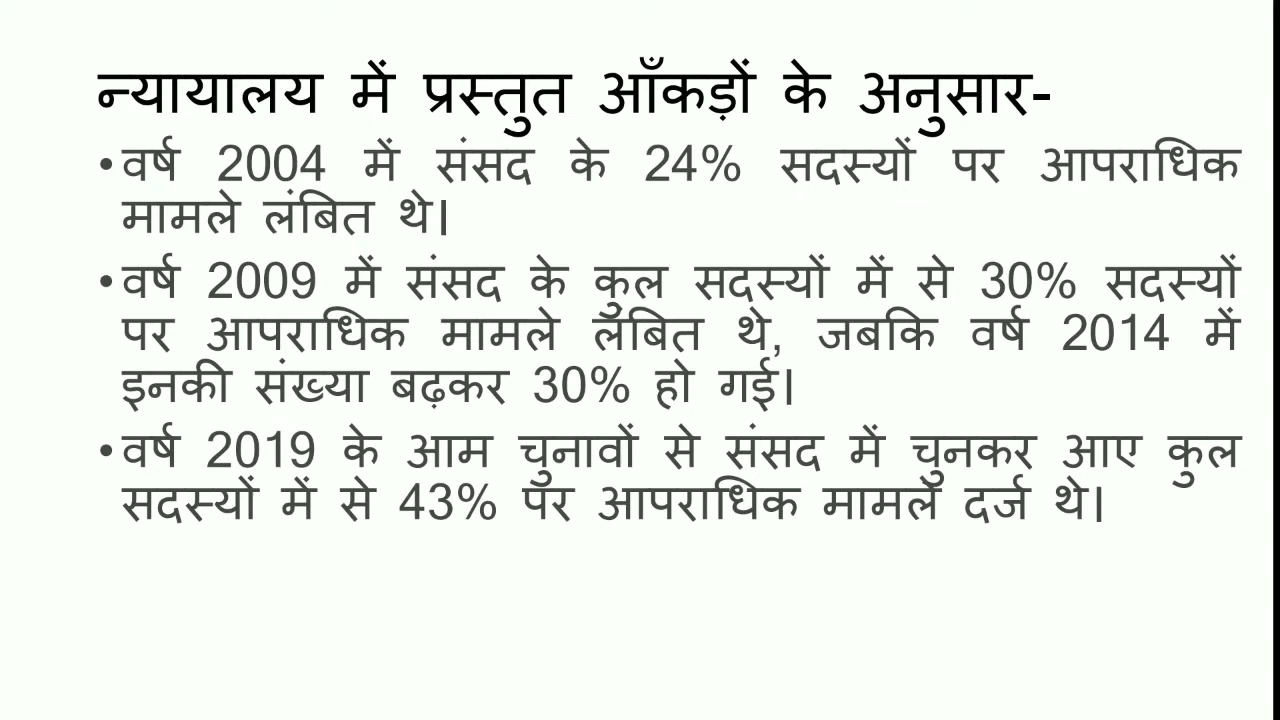 न्यायालय में प्रस्तुत आँकड़ों के अनुसार-
•वर्ष 2004 में संसद के 24% सदस्यों पर आपराधिक
मामले लंबित थे।
•वर्ष 2009 में संसद के कुल सदस्यों में से 30% सदस्यों
पर आपराधिक मामले लंबित थे, जबकि वर्ष 2014 में
इनकी संख्या बढ़कर 30% हो गई।
•वर्ष 2019 के आम चुनावों से संसद में चुनकर आए कुल
सदस्यों में से 43% पर आपराधिक मामले दर्ज थे।